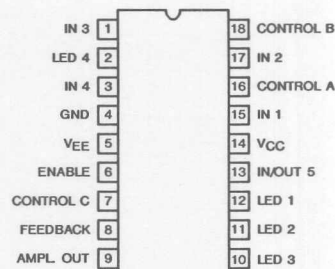 IN 3 1 18 CONTROL B
LED 4 2 17 IN 2
IN 4 3 16 CONTROL A
GND 4 15 IN 1
VEE 5 14 VCC
ENABLE 6 13 IN/OUT 5
CONTROL C 7 12 LED 1
FEEDBACK 8 11 LED 2
AMPL. OUT 9 10 LED 3